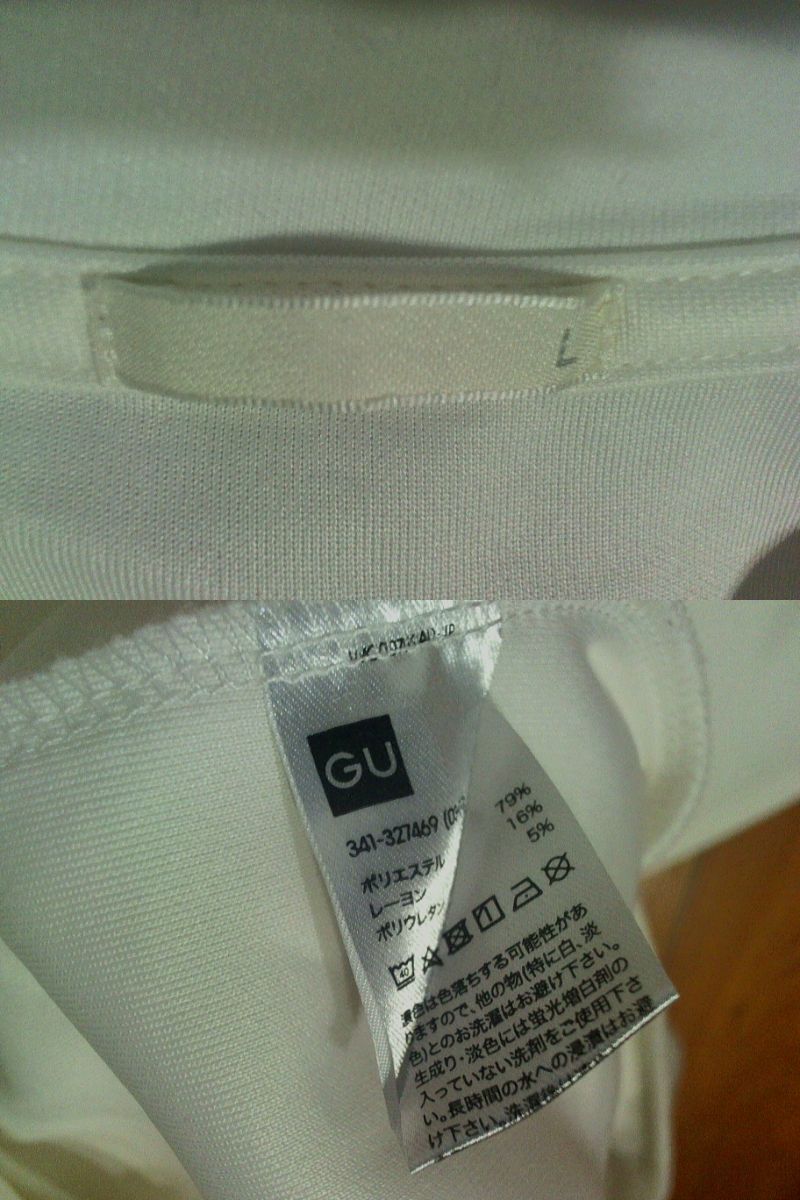 L
GU
341-327469
ポリエステル 79%
レーヨン 16%
ポリウレタン 5%
40
濃色は色落ちする可能性があ
りますので、他の物(特に白、淡
色)とのお洗濯はお避け下さい。
生成り・淡色には蛍光増白剤の
入っていない洗剤をご使用下さ
い。長時間の水への浸漬はお避
け下さい。洗濯後は